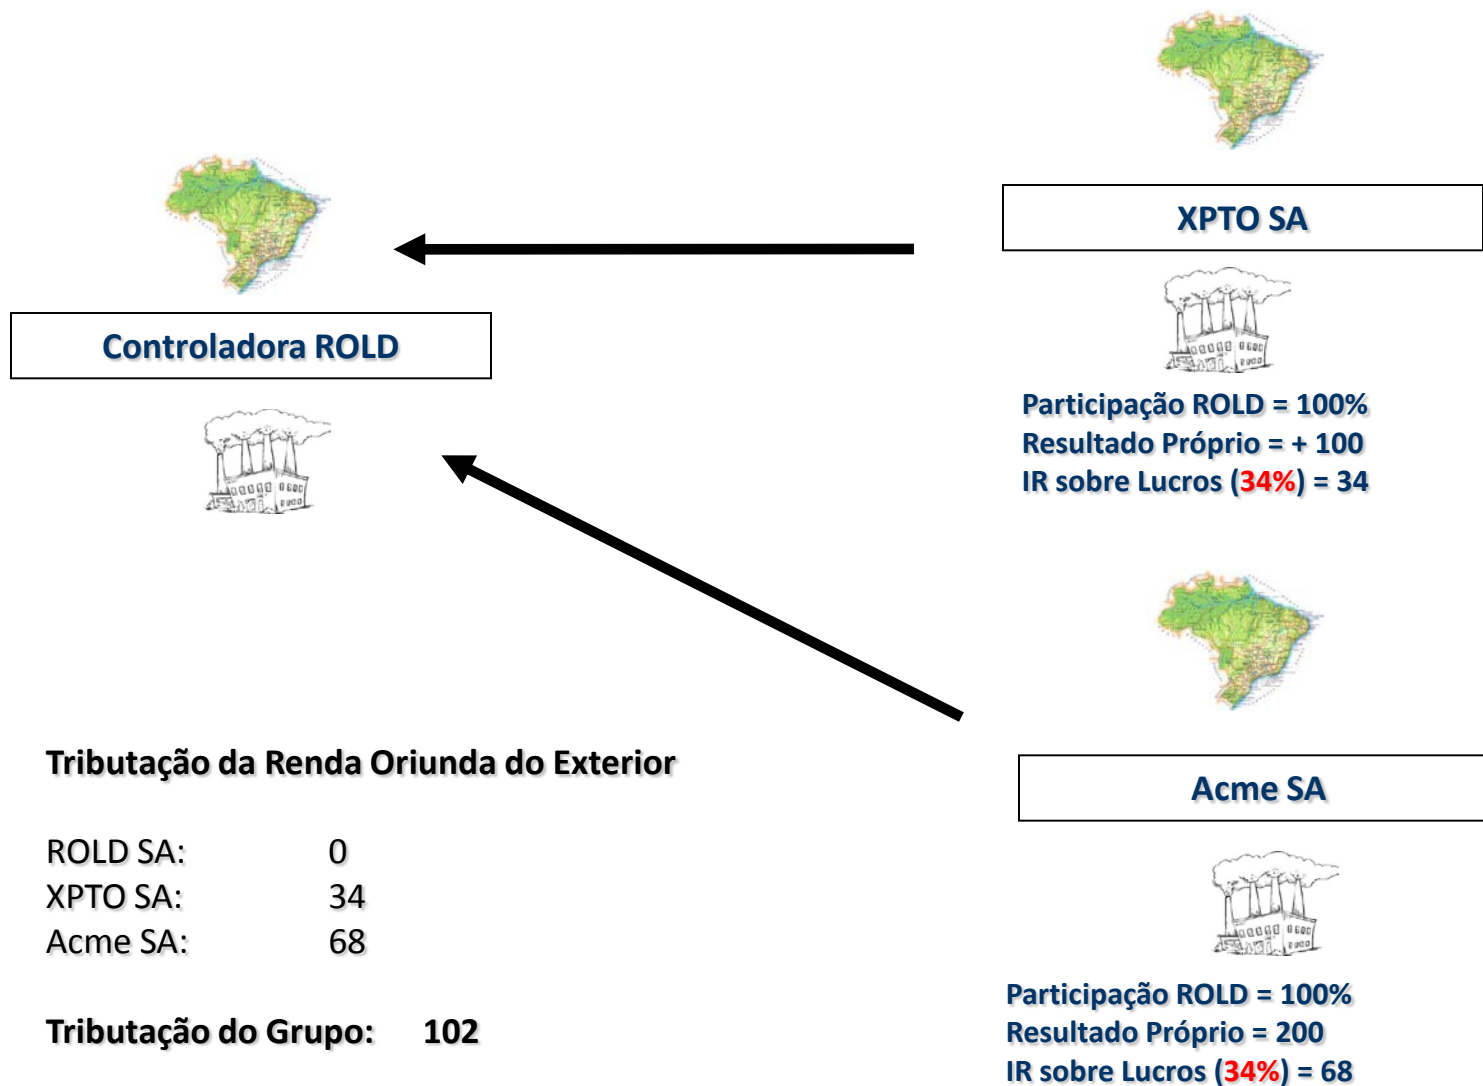 XPTO SA
Controladora ROLD
Participação ROLD = 100%
Resultado Próprio = + 100
IR sobre Lucros (34%) = 34
Tributação da Renda Oriunda do Exterior
ROLD SA: 0
XPTO SA: 34
Acme SA: 68
Tributação do Grupo: 102
Acme SA
Participação ROLD = 100%
Resultado Próprio = 200
IR sobre Lucros (34%) = 68